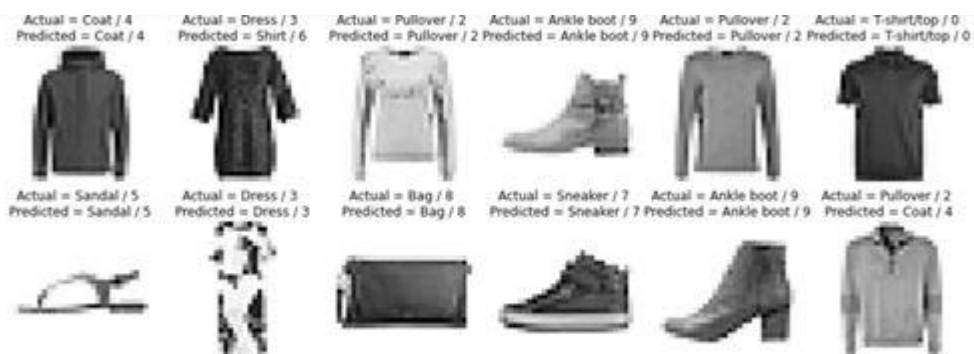 Actual = Coat / 4
Predicted = Coat / 4
Actual = Dress / 3
Predicted = Shirt / 6
Actual = Pullover / 2
Predicted = Pullover / 2
Actual = Ankle boot / 9
Predicted = Ankle boot / 9
Actual = Pullover / 2
Predicted = Pullover / 2
Actual = T-shirt/top / 0
Predicted = T-shirt/top / 0
Actual = Sandal / 5
Predicted = Sandal / 5
Actual = Dress / 3
Predicted = Dress / 3
Actual = Bag / 8
Predicted = Bag / 8
Actual = Sneaker / 7
Predicted = Sneaker / 7
Actual = Ankle boot / 9
Predicted = Ankle boot / 9
Actual = Pullover / 2
Predicted = Coat / 4